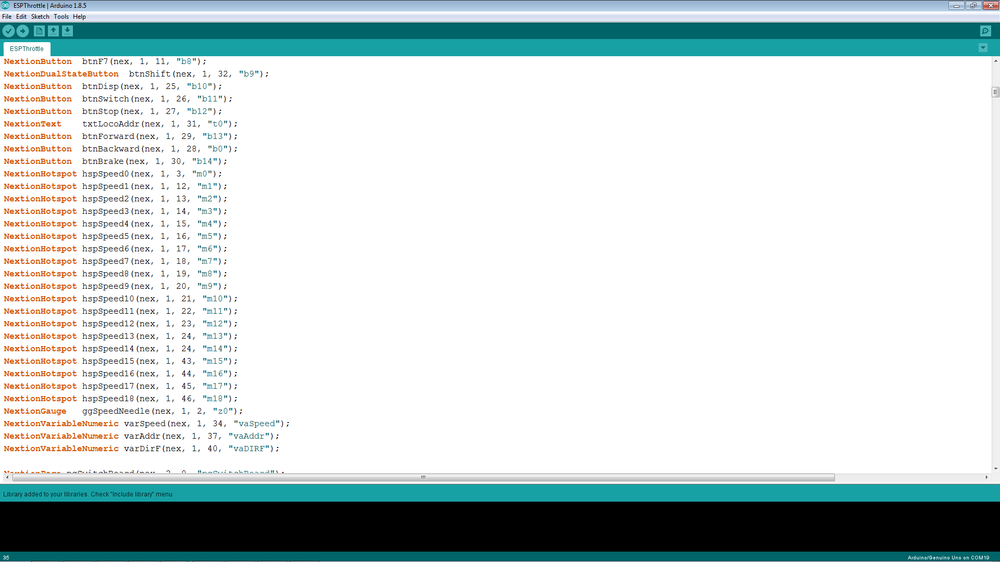 ESPThrottle | Arduino 1.8.5
File Edit Sketch Tools Help
ESPThrottle
NextionButton  btnF7(nex, 1, 11, "b8");
NextionDualStateButton  btnShift(nex, 1, 32, "b9");
NextionButton  btnDisp(nex, 1, 25, "b10");
NextionButton  btnSwitch(nex, 1, 26, "b11");
NextionButton  btnStop(nex, 1, 27, "b12");
NextionText    txtLocoAddr(nex, 1, 31, "t0");
NextionButton  btnForward(nex, 1, 29, "b13");
NextionButton  btnBackward(nex, 1, 28, "b0");
NextionButton  btnBrake(nex, 1, 30, "b14");
NextionHotspot hspSpeed0(nex, 1, 3, "m0");
NextionHotspot hspSpeed1(nex, 1, 12, "m1");
NextionHotspot hspSpeed2(nex, 1, 13, "m2");
NextionHotspot hspSpeed3(nex, 1, 14, "m3");
NextionHotspot hspSpeed4(nex, 1, 15, "m4");
NextionHotspot hspSpeed5(nex, 1, 16, "m5");
NextionHotspot hspSpeed6(nex, 1, 17, "m6");
NextionHotspot hspSpeed7(nex, 1, 18, "m7");
NextionHotspot hspSpeed8(nex, 1, 19, "m8");
NextionHotspot hspSpeed9(nex, 1, 20, "m9");
NextionHotspot hspSpeed10(nex, 1, 21, "m10");
NextionHotspot hspSpeed11(nex, 1, 22, "m11");
NextionHotspot hspSpeed12(nex, 1, 23, "m12");
NextionHotspot hspSpeed13(nex, 1, 24, "m13");
NextionHotspot hspSpeed14(nex, 1, 24, "m14");
NextionHotspot hspSpeed15(nex, 1, 43, "m15");
NextionHotspot hspSpeed16(nex, 1, 44, "m16");
NextionHotspot hspSpeed17(nex, 1, 45, "m17");
NextionHotspot hspSpeed18(nex, 1, 46, "m18");
NextionGauge   ggSpeedNeedle(nex, 1, 2, "z0");
NextionVariableNumeric varSpeed(nex, 1, 34, "vaSpeed");
NextionVariableNumeric varAddr(nex, 1, 37, "vaAddr");
NextionVariableNumeric varDirF(nex, 1, 40, "vaDIRF");
NextionPage pgSwitchBoard(nex, 2, 0, "pgSwitchBoard");
Library added to your libraries. Check "Include library" menu
35
Arduino/Genuino Uno on COM19